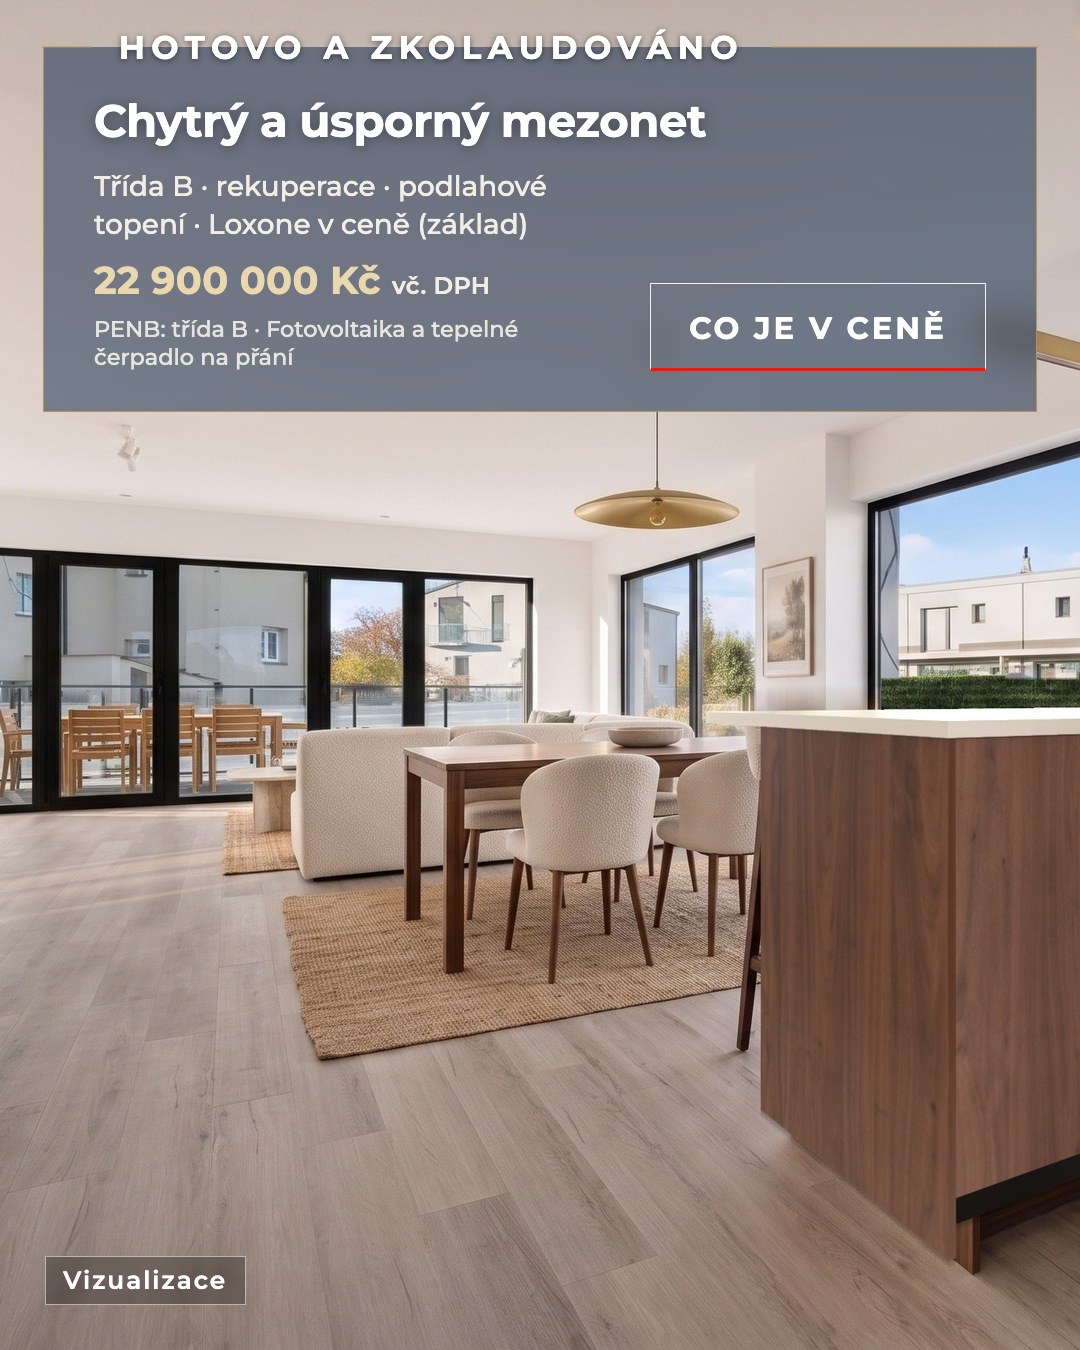 HOTOVO A ZKOLAUDOVÁNO
Chytrý a úsporný mezonet
Třída B · rekuperace · podlahové
topení · Loxone v ceně (základ)
22 900 000 Kč vč. DPH
PENB: třída B · Fotovoltaika a tepelné
čerpadlo na přání
CO JE V CENĚ
Vizualizace